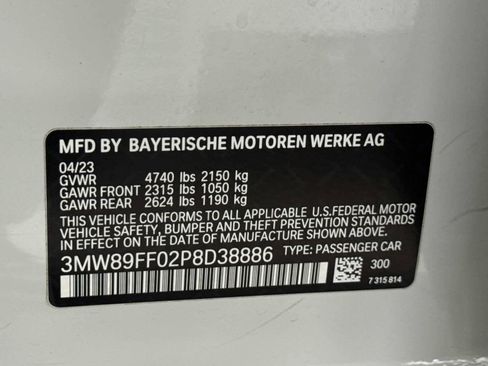 MFD BY BAYERISCHE MOTOREN WERKE AG
04/23
GVWR 4740 lbs 2150 kg
GAWR FRONT 2315 lbs 1050 kg
GAWR REAR 2624 lbs 1190 kg
THIS VEHICLE CONFORMS TO ALL APPLICABLE U.S.FEDERAL MOTOR
VEHICLE SAFETY, BUMPER AND THEFT PREVENTION STANDARDS
IN EFFECT ON THE DATE OF MANUFACTURE SHOWN ABOVE.
3MW89FF02P8D38886 TYPE: PASSENGER CAR
300
7 315 814